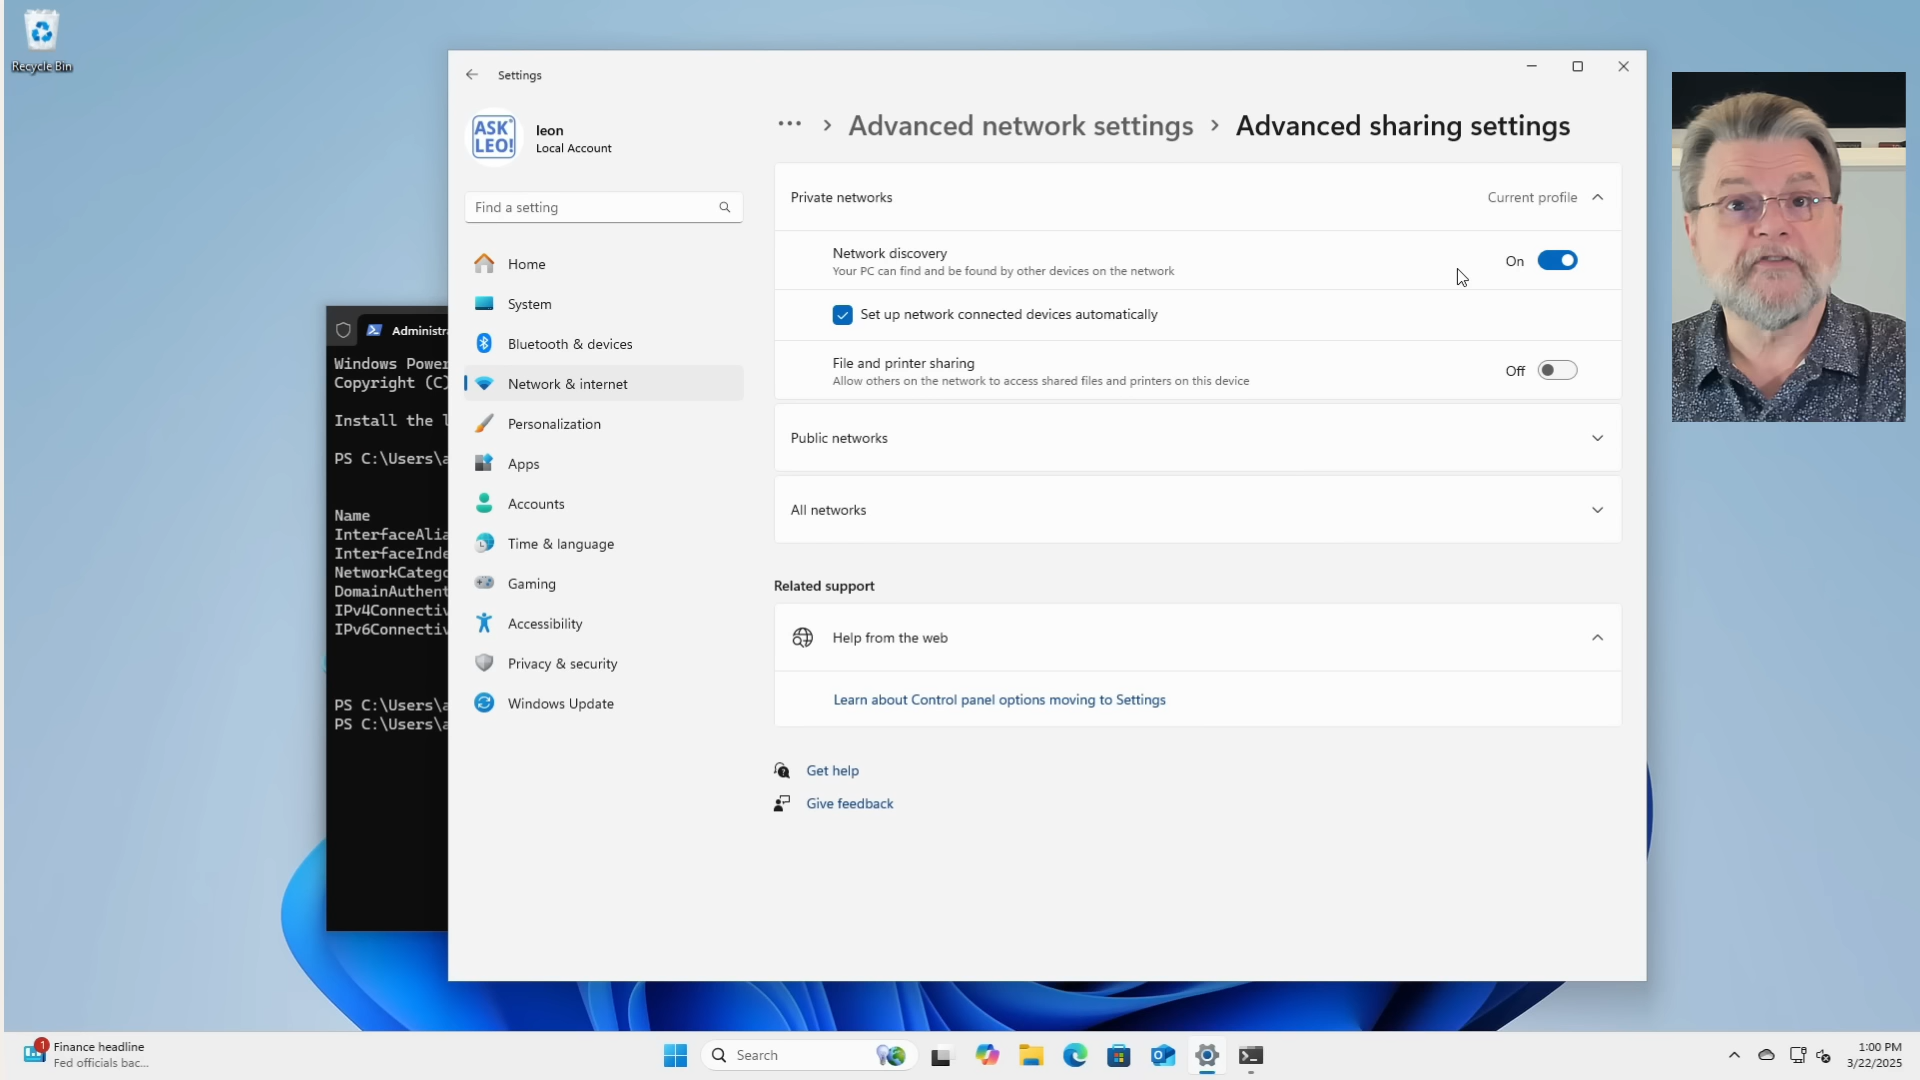 Recycle Bin
Settings
ASK
LEO!
leon
Local Account
Find a setting
Home
System
Bluetooth & devices
Network & internet
Personalization
Apps
Accounts
Time & language
Gaming
Accessibility
Privacy & security
Windows Update
... > Advanced network settings > Advanced sharing settings
Private networks
Current profile
Network discovery
Your PC can find and be found by other devices on the network
On
Set up network connected devices automatically
File and printer sharing
Allow others on the network to access shared files and printers on this device
Off
Public networks
All networks
Related support
Help from the web
Learn about Control panel options moving to Settings
Get help
Give feedback
Administr
Windows Power
Copyright (C)
Install the l
PS C:\Users\a
Name
InterfaceAlia
InterfaceInde
NetworkCatego
DomainAuthent
IPv4Connectiv
IPv6Connectiv
PS C:\Users\a
PS C:\Users\a
1
Finance headline
Fed officials bac...
Search
1:00 PM
3/22/2025